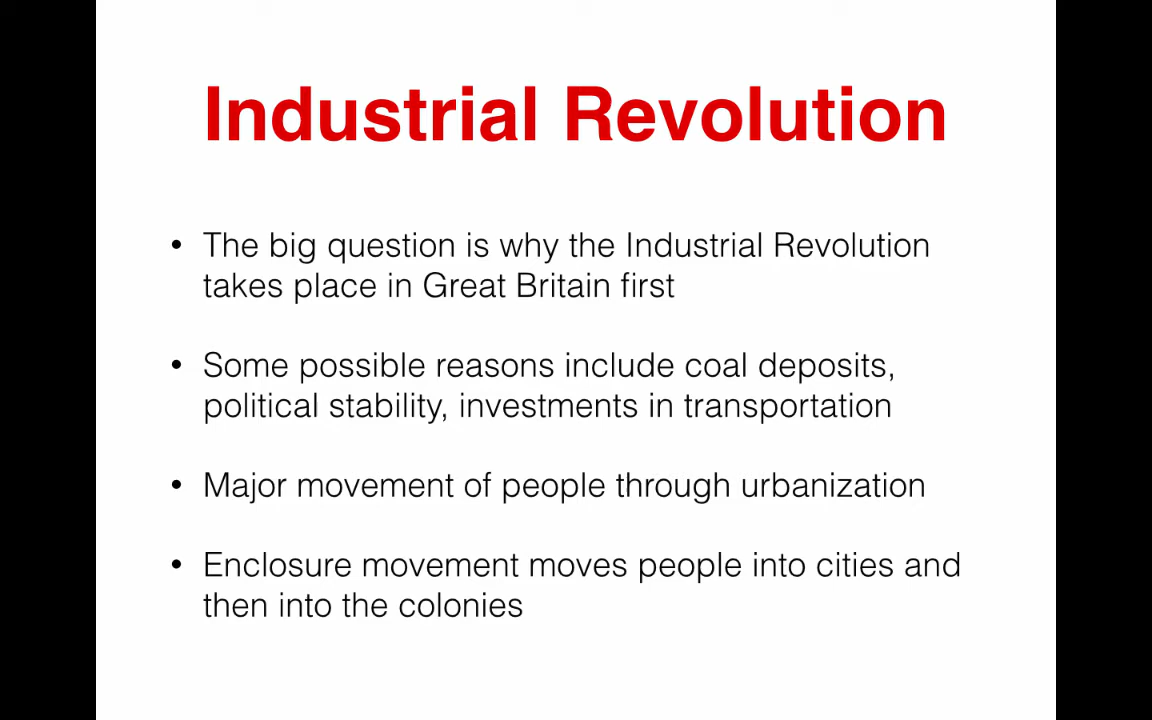 Industrial Revolution
• The big question is why the Industrial Revolution
takes place in Great Britain first
• Some possible reasons include coal deposits,
political stability, investments in transportation
• Major movement of people through urbanization
• Enclosure movement moves people into cities and
then into the colonies